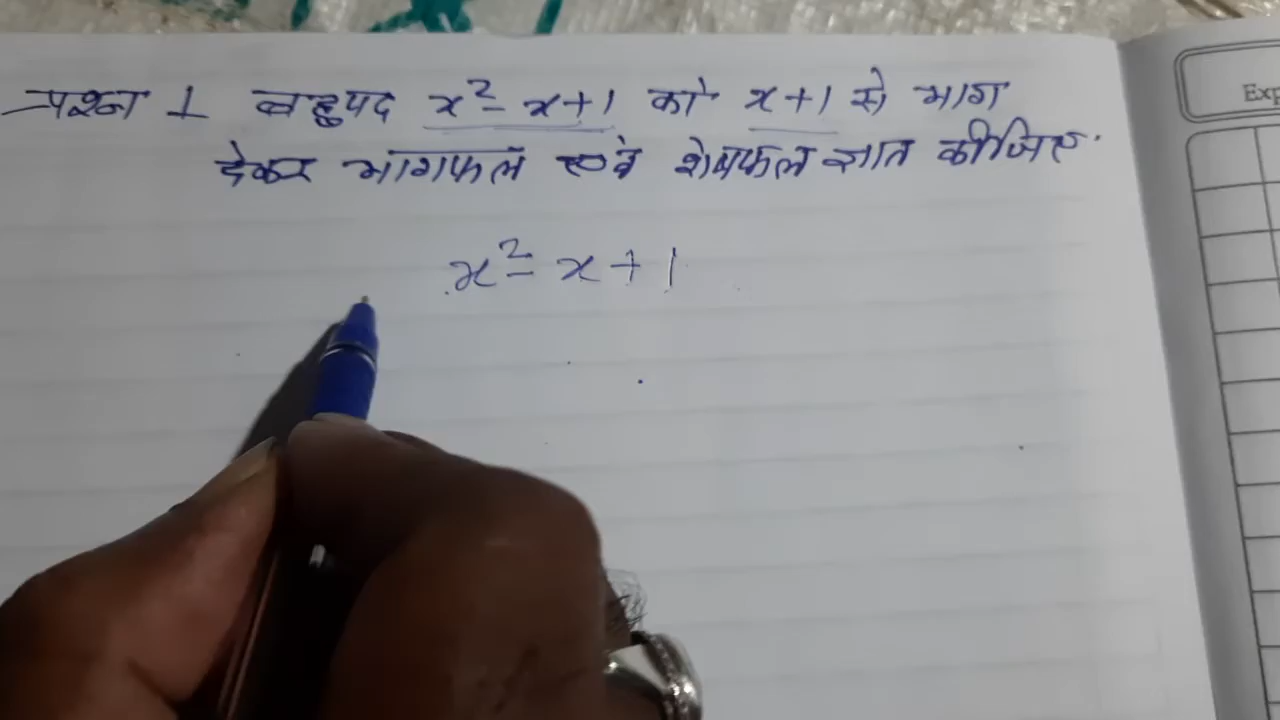 प्रश्न 1 बहुपद x² - x + 1 को x + 1 से भाग
देकर भागफल एवं शेषफल ज्ञात कीजिए
x² - x + 1
Exp